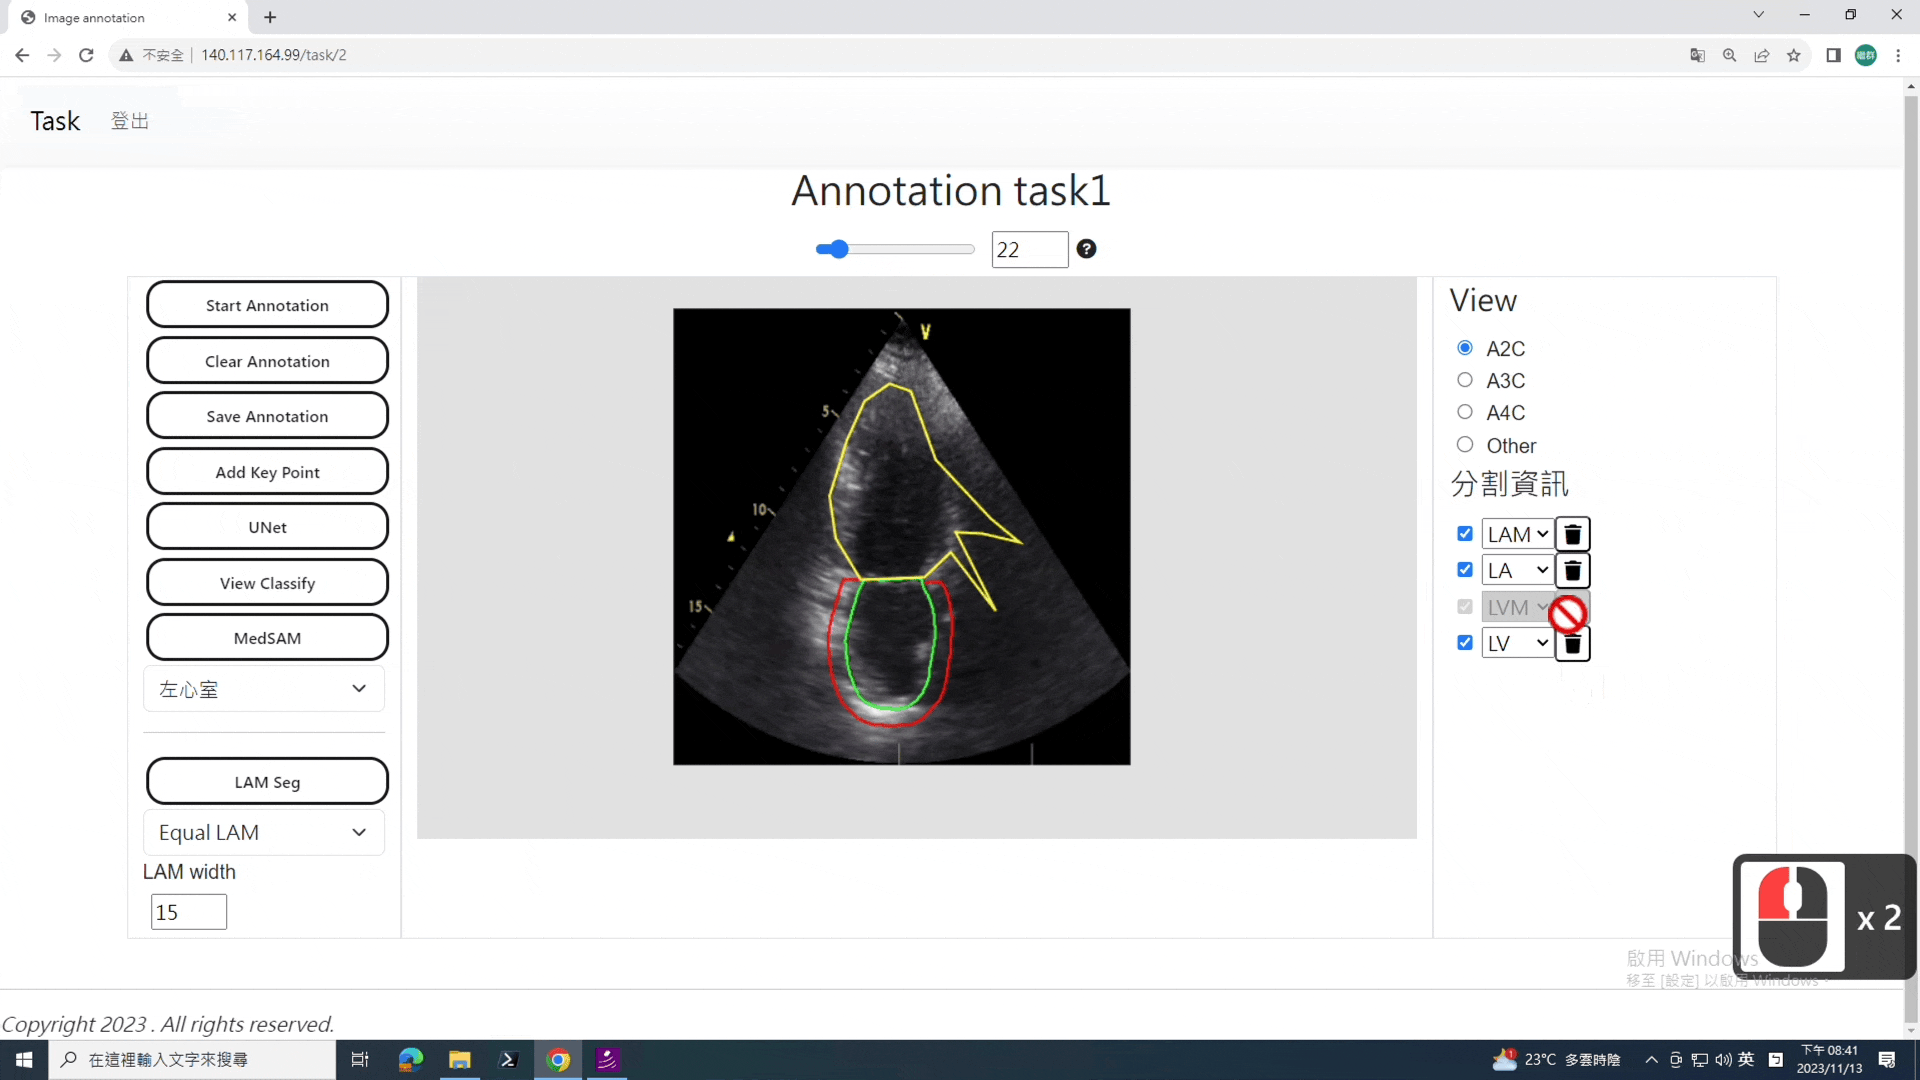 Image annotation
不安全 | 140.117.164.99/task/2
聯群
Task 登出
Annotation task1
22 ?
Start Annotation
Clear Annotation
Save Annotation
Add Key Point
UNet
View Classify
MedSAM
左心室
LAM Seg
Equal LAM
LAM width
15
V
5
10
15
View
A2C
A3C
A4C
Other
分割資訊
LAM
LA
LVM
LV
x 2
啟用 Windows
移至 [設定] 以啟用 Windows。
Copyright 2023 . All rights reserved.
在這裡輸入文字來搜尋
1
23°C 多雲時陰
英
下午 08:41
2023/11/13